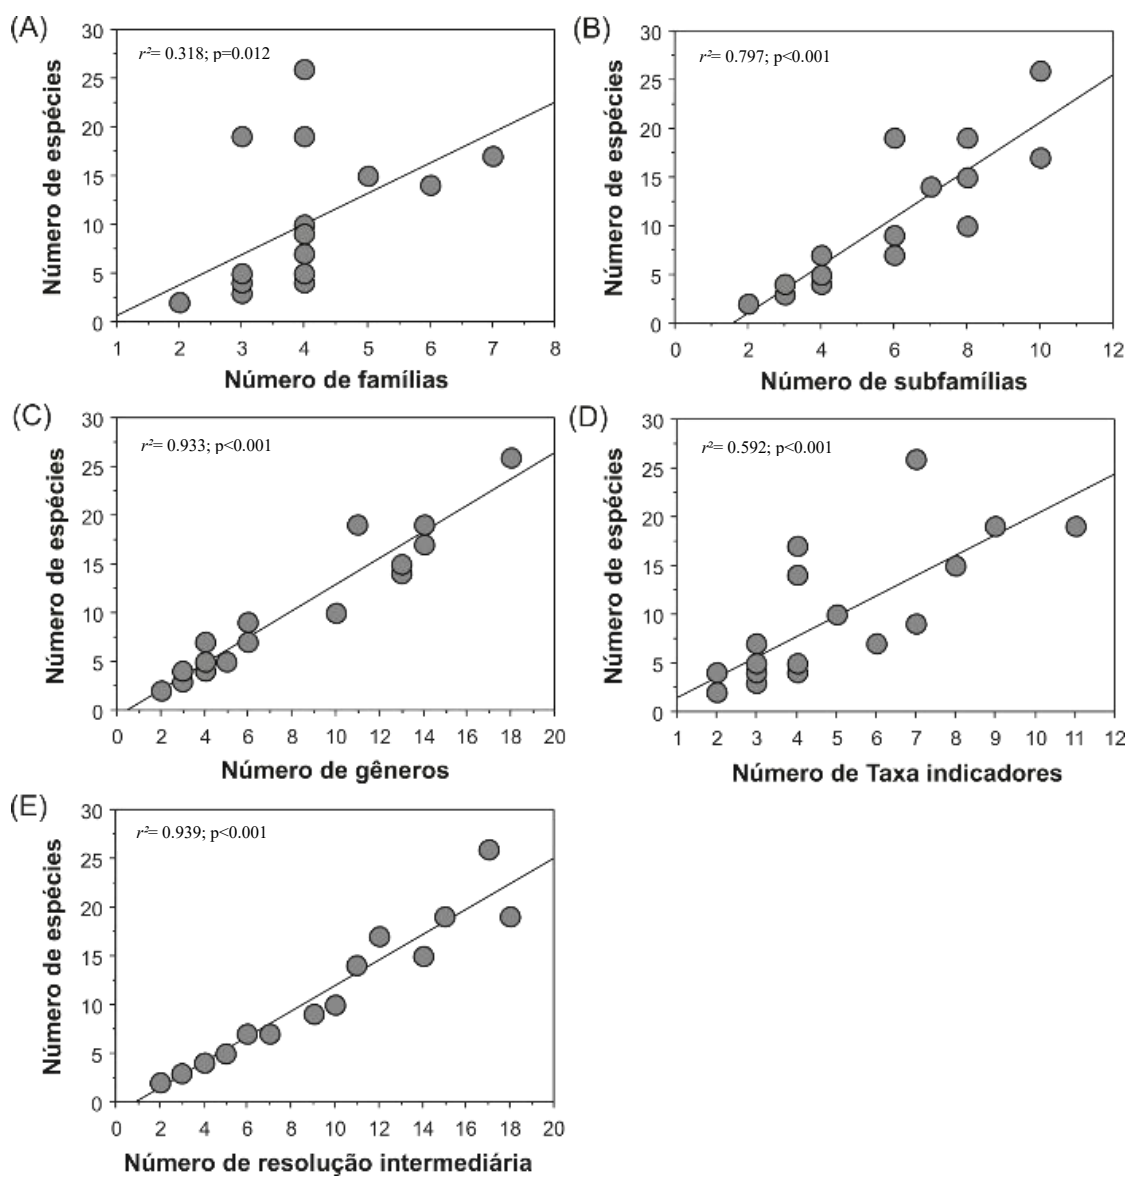 (A)
r²= 0.318; p=0.012
Número de espécies
30
25
20
15
10
5
0
1 2 3 4 5 6 7 8
Número de famílias
(B)
r²= 0.797; p<0.001
Número de espécies
30
25
20
15
10
5
0
0 2 4 6 8 10 12
Número de subfamílias
(C)
r²= 0.933; p<0.001
Número de espécies
30
25
20
15
10
5
0
0 2 4 6 8 10 12 14 16 18 20
Número de gêneros
(D)
r²= 0.592; p<0.001
Número de espécies
30
25
20
15
10
5
0
1 2 3 4 5 6 7 8 9 10 11 12
Número de Taxa indicadores
(E)
r²= 0.939; p<0.001
Número de espécies
30
25
20
15
10
5
0
0 2 4 6 8 10 12 14 16 18 20
Número de resolução intermediária